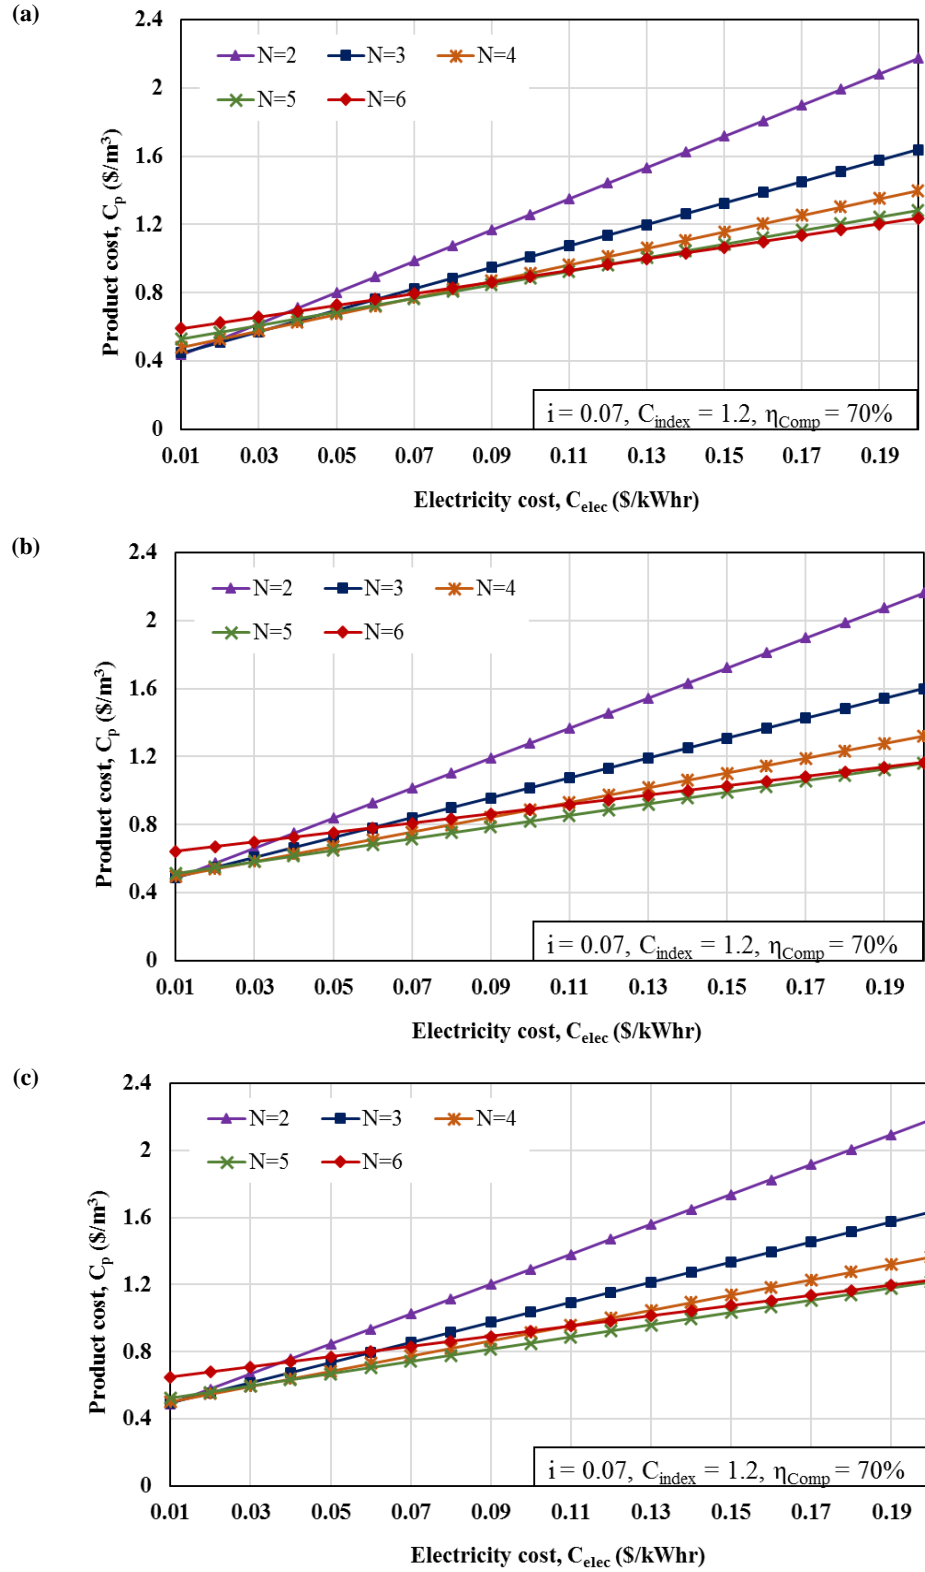 (a)
2.4
2
1.6
1.2
0.8
0.4
0
Product cost, Cp ($/m³)
N=2 N=3 N=4
N=5 N=6
i = 0.07, Cindex = 1.2, ηComp = 70%
0.01 0.03 0.05 0.07 0.09 0.11 0.13 0.15 0.17 0.19
Electricity cost, Celec ($/kWhr)
(b)
2.4
2
1.6
1.2
0.8
0.4
0
Product cost, Cp ($/m³)
N=2 N=3 N=4
N=5 N=6
i = 0.07, Cindex = 1.2, ηComp = 70%
0.01 0.03 0.05 0.07 0.09 0.11 0.13 0.15 0.17 0.19
Electricity cost, Celec ($/kWhr)
(c)
2.4
2
1.6
1.2
0.8
0.4
0
Product cost, Cp ($/m³)
N=2 N=3 N=4
N=5 N=6
i = 0.07, Cindex = 1.2, ηComp = 70%
0.01 0.03 0.05 0.07 0.09 0.11 0.13 0.15 0.17 0.19
Electricity cost, Celec ($/kWhr)